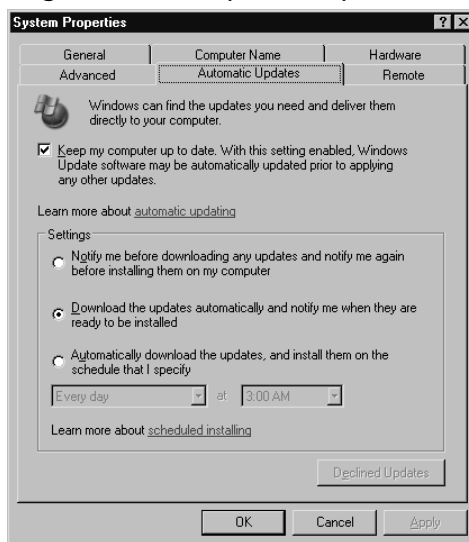 System Properties
General Computer Name Hardware
Advanced Automatic Updates Remote
Windows can find the updates you need and deliver them
directly to your computer.
Keep my computer up to date. With this setting enabled, Windows
Update software may be automatically updated prior to applying
any other updates.
Learn more about automatic updating
Settings
Notify me before downloading any updates and notify me again
before installing them on my computer
Download the updates automatically and notify me when they are
ready to be installed
Automatically download the updates, and install them on the
schedule that I specify
Every day at 3:00 AM
Learn more about scheduled installing
Declined Updates
OK Cancel Apply